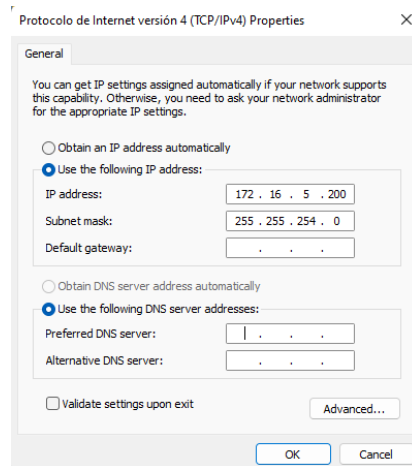 Protocolo de Internet versión 4 (TCP/IPv4) Properties
General
You can get IP settings assigned automatically if your network supports
this capability. Otherwise, you need to ask your network administrator
for the appropriate IP settings.
Obtain an IP address automatically
Use the following IP address:
IP address: 172 . 16 . 5 . 200
Subnet mask: 255 . 255 . 254 . 0
Default gateway: . . .
Obtain DNS server address automatically
Use the following DNS server addresses:
Preferred DNS server: . . .
Alternative DNS server: . . .
Validate settings upon exit
Advanced...
OK Cancel